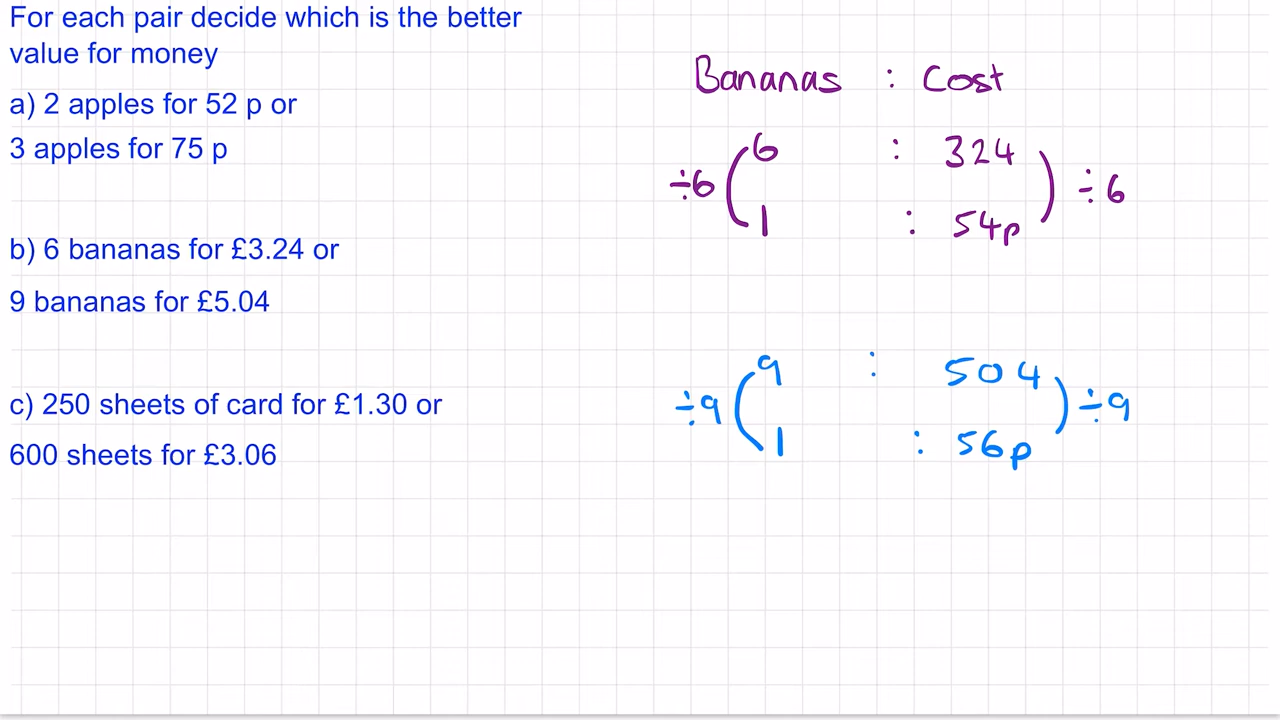 For each pair decide which is the better
value for money
a) 2 apples for 52 p or
3 apples for 75 p
b) 6 bananas for £3.24 or
9 bananas for £5.04
c) 250 sheets of card for £1.30 or
600 sheets for £3.06
Bananas : Cost
6 : 324
÷6 ÷6
1 : 54p
9 : 504
÷9 ÷9
1 : 56p